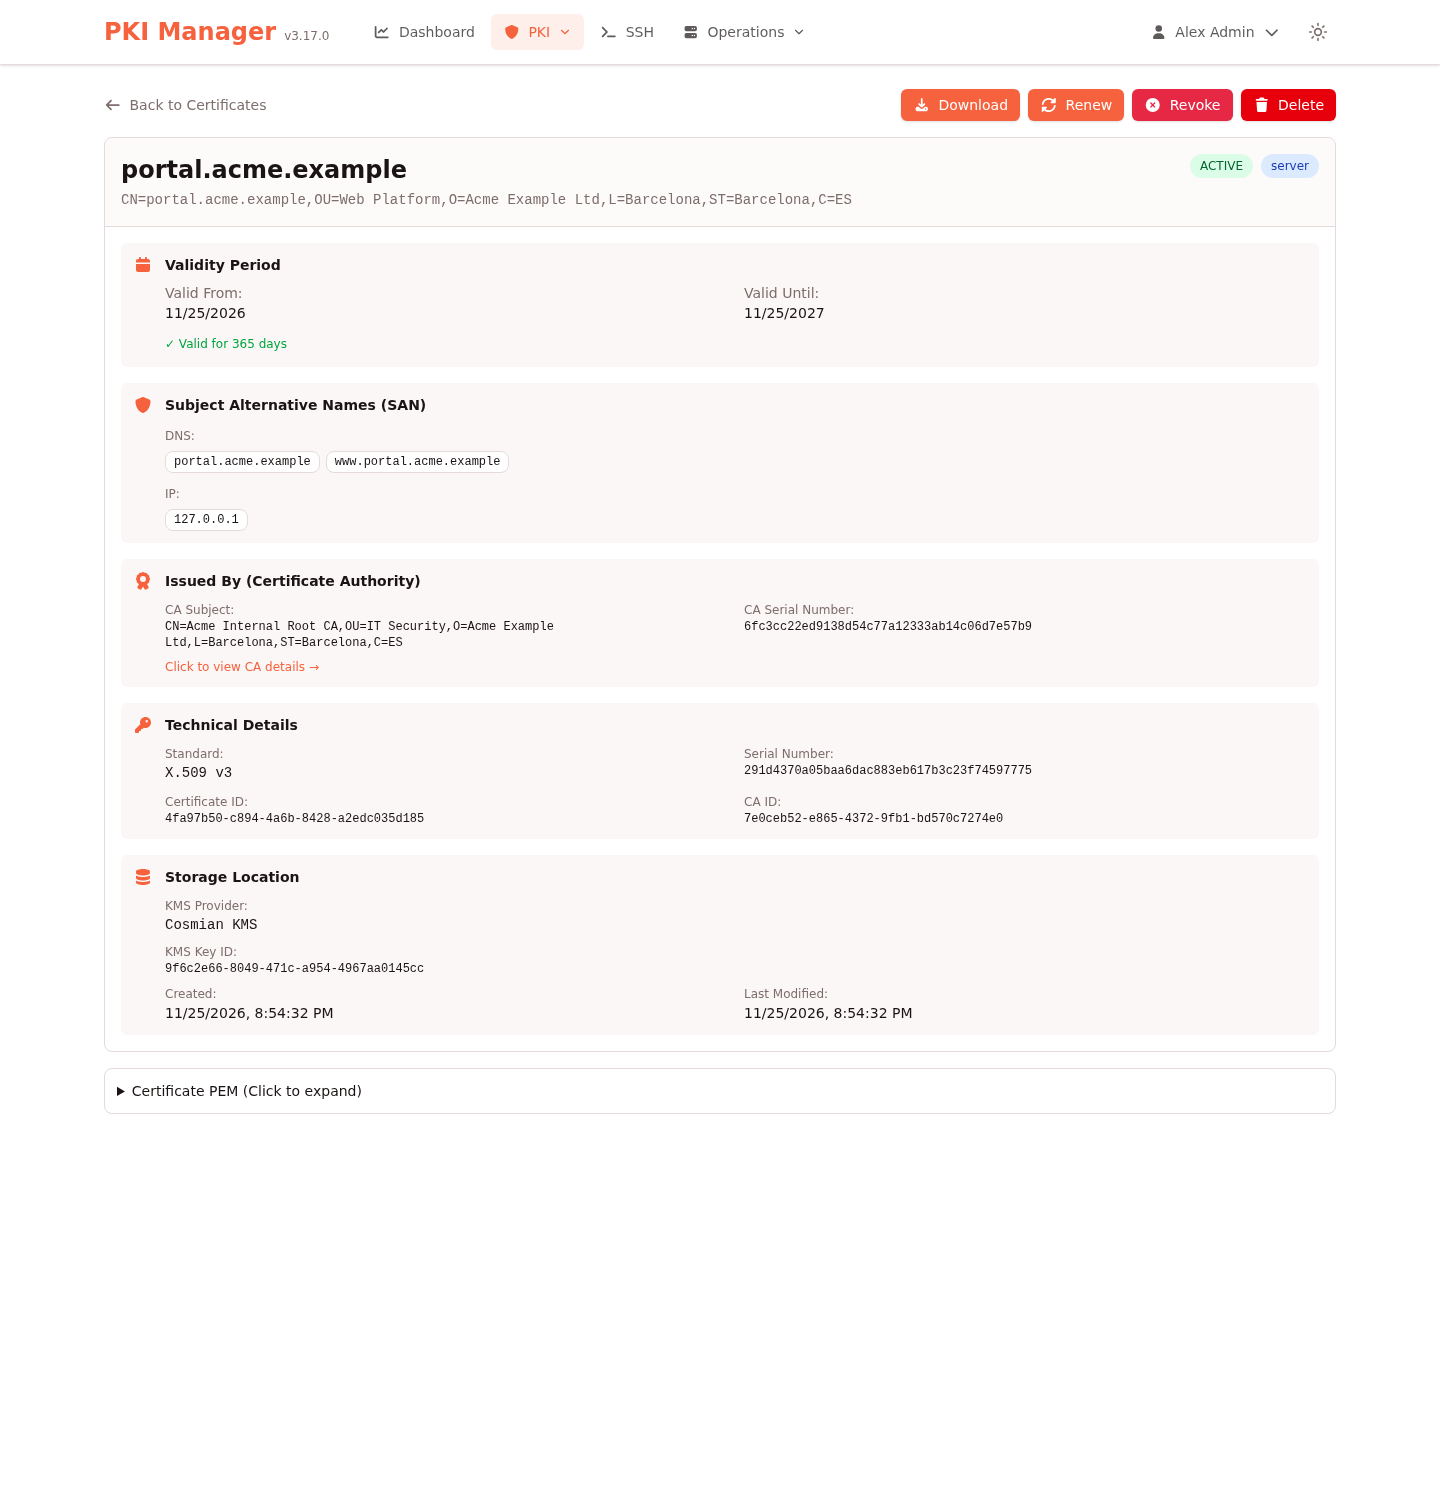 PKI Manager v3.17.0 Dashboard PKI SSH Operations Alex Admin
Back to Certificates Download Renew Revoke Delete
portal.acme.example ACTIVE server
CN=portal.acme.example,OU=Web Platform,O=Acme Example Ltd,L=Barcelona,ST=Barcelona,C=ES
Validity Period
Valid From: Valid Until:
11/25/2026 11/25/2027
✓ Valid for 365 days
Subject Alternative Names (SAN)
DNS:
portal.acme.example www.portal.acme.example
IP:
127.0.0.1
Issued By (Certificate Authority)
CA Subject: CA Serial Number:
CN=Acme Internal Root CA,OU=IT Security,O=Acme Example 6fc3cc22ed9138d54c77a12333ab14c06d7e57b9
Ltd,L=Barcelona,ST=Barcelona,C=ES
Click to view CA details →
Technical Details
Standard: Serial Number:
X.509 v3 291d4370a05baa6dac883eb617b3c23f74597775
Certificate ID: CA ID:
4fa97b50-c894-4a6b-8428-a2edc035d185 7e0ceb52-e865-4372-9fb1-bd570c7274e0
Storage Location
KMS Provider:
Cosmian KMS
KMS Key ID:
9f6c2e66-8049-471c-a954-4967aa0145cc
Created: Last Modified:
11/25/2026, 8:54:32 PM 11/25/2026, 8:54:32 PM
Certificate PEM (Click to expand)